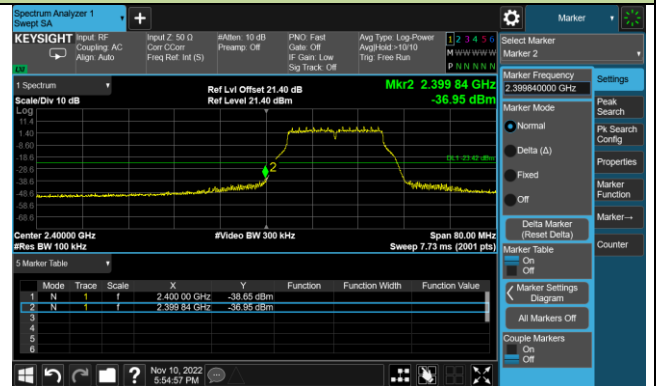 Spectrum Analyzer 1
Swept SA
Marker
KEYSIGHT
Input: RF
Coupling: AC
Align: Auto
Input Z: 50 Ω
Corr CCorr
Freq Ref: Int (S)
#Atten: 10 dB
Preamp: Off
PNO: Fast
Gate: Off
IF Gain: Low
Sig Track: Off
Avg Type: Log-Power
Avg|Hold:>10/10
Trig: Free Run
1 2 3 4 5 6
M W W W W W
P N N N N N
Select Marker
Marker 2
1 Spectrum
Scale/Div 10 dB
Log
Ref Lvl Offset 21.40 dB
Ref Level 21.40 dBm
Mkr2 2.399 84 GHz
-36.95 dBm
11.4
1.40
-8.60
-18.6
-28.6
-38.6
-48.6
-58.6
-68.6
DL1 -23.42 dBm
2
Center 2.40000 GHz
#Res BW 100 kHz
#Video BW 300 kHz
Span 80.00 MHz
Sweep 7.73 ms (2001 pts)
5 Marker Table
Mode Trace Scale X Y Function Function Width Function Value
1 N 1 f 2.400 00 GHz -38.65 dBm
2 N 1 f 2.399 84 GHz -36.95 dBm
3
4
5
6
Marker Frequency
2.399840000 GHz
Marker Mode
Normal
Delta (Δ)
Fixed
Off
Delta Marker
(Reset Delta)
Marker Table
On
Off
Marker Settings
Diagram
All Markers Off
Couple Markers
On
Off
Settings
Peak
Search
Pk Search
Config
Properties
Marker
Function
Marker→
Counter
Nov 10, 2022
5:54:57 PM